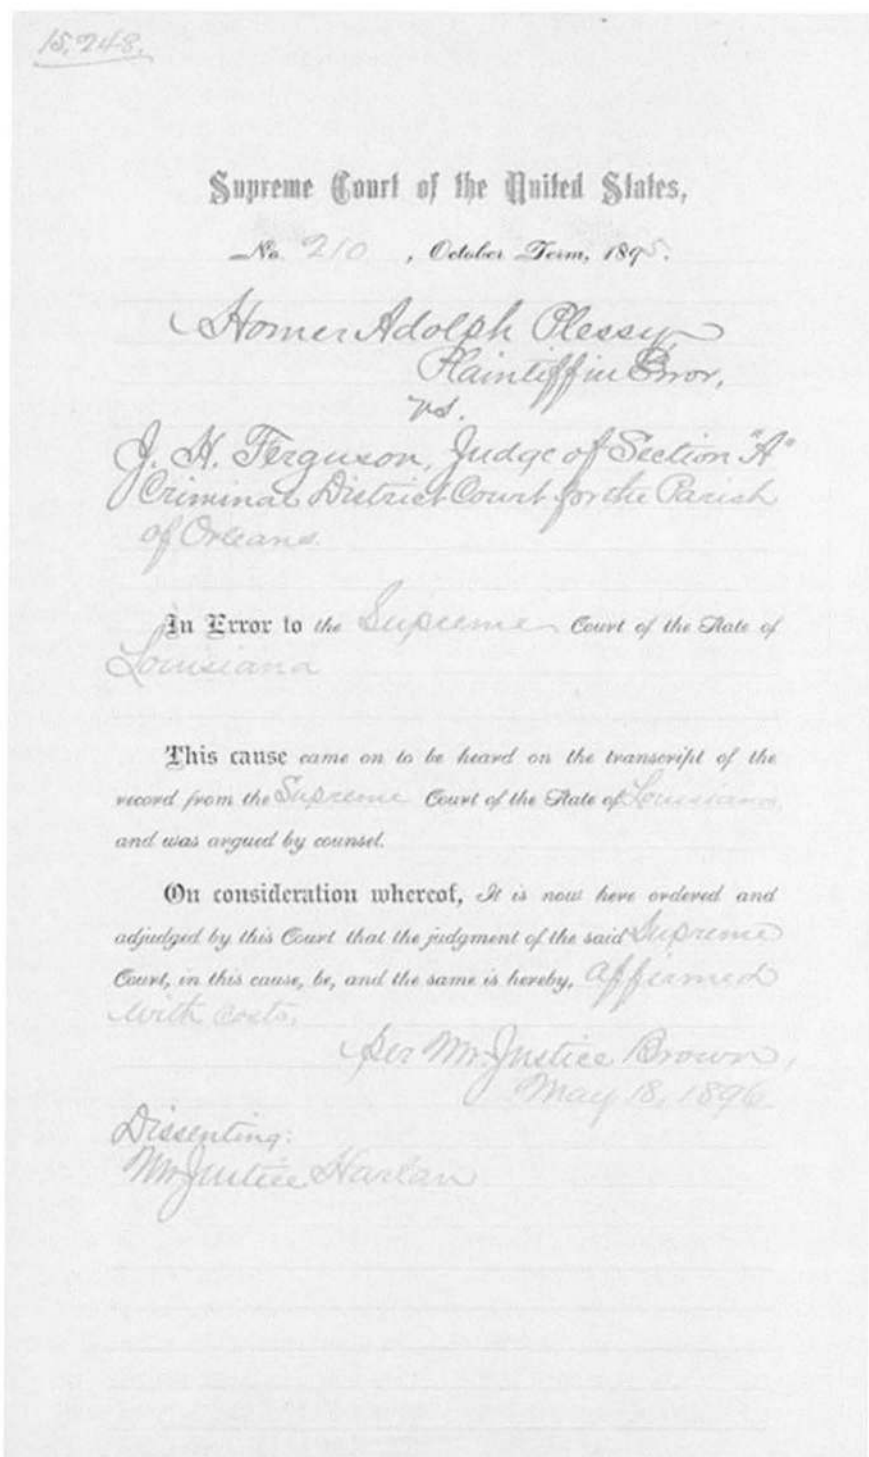 15,248.
Supreme Court of the United States,
No. 210, October Term, 1895.
Homer Adolph Plessy,
Plaintiff in Error,
vs.
J. H. Ferguson, Judge of Section "A"
Criminal District Court for the Parish
of Orleans.
In Error to the Supreme Court of the State of
Louisiana
This cause came on to be heard on the transcript of the
record from the Supreme Court of the State of Louisiana,
and was argued by counsel.
On consideration whereof, It is now here ordered and
adjudged by this Court that the judgment of the said Supreme
Court, in this cause, be, and the same is hereby, affirmed
with costs.
Per Mr. Justice Brown,
May 18, 1896
Dissenting:
Mr. Justice Harlan